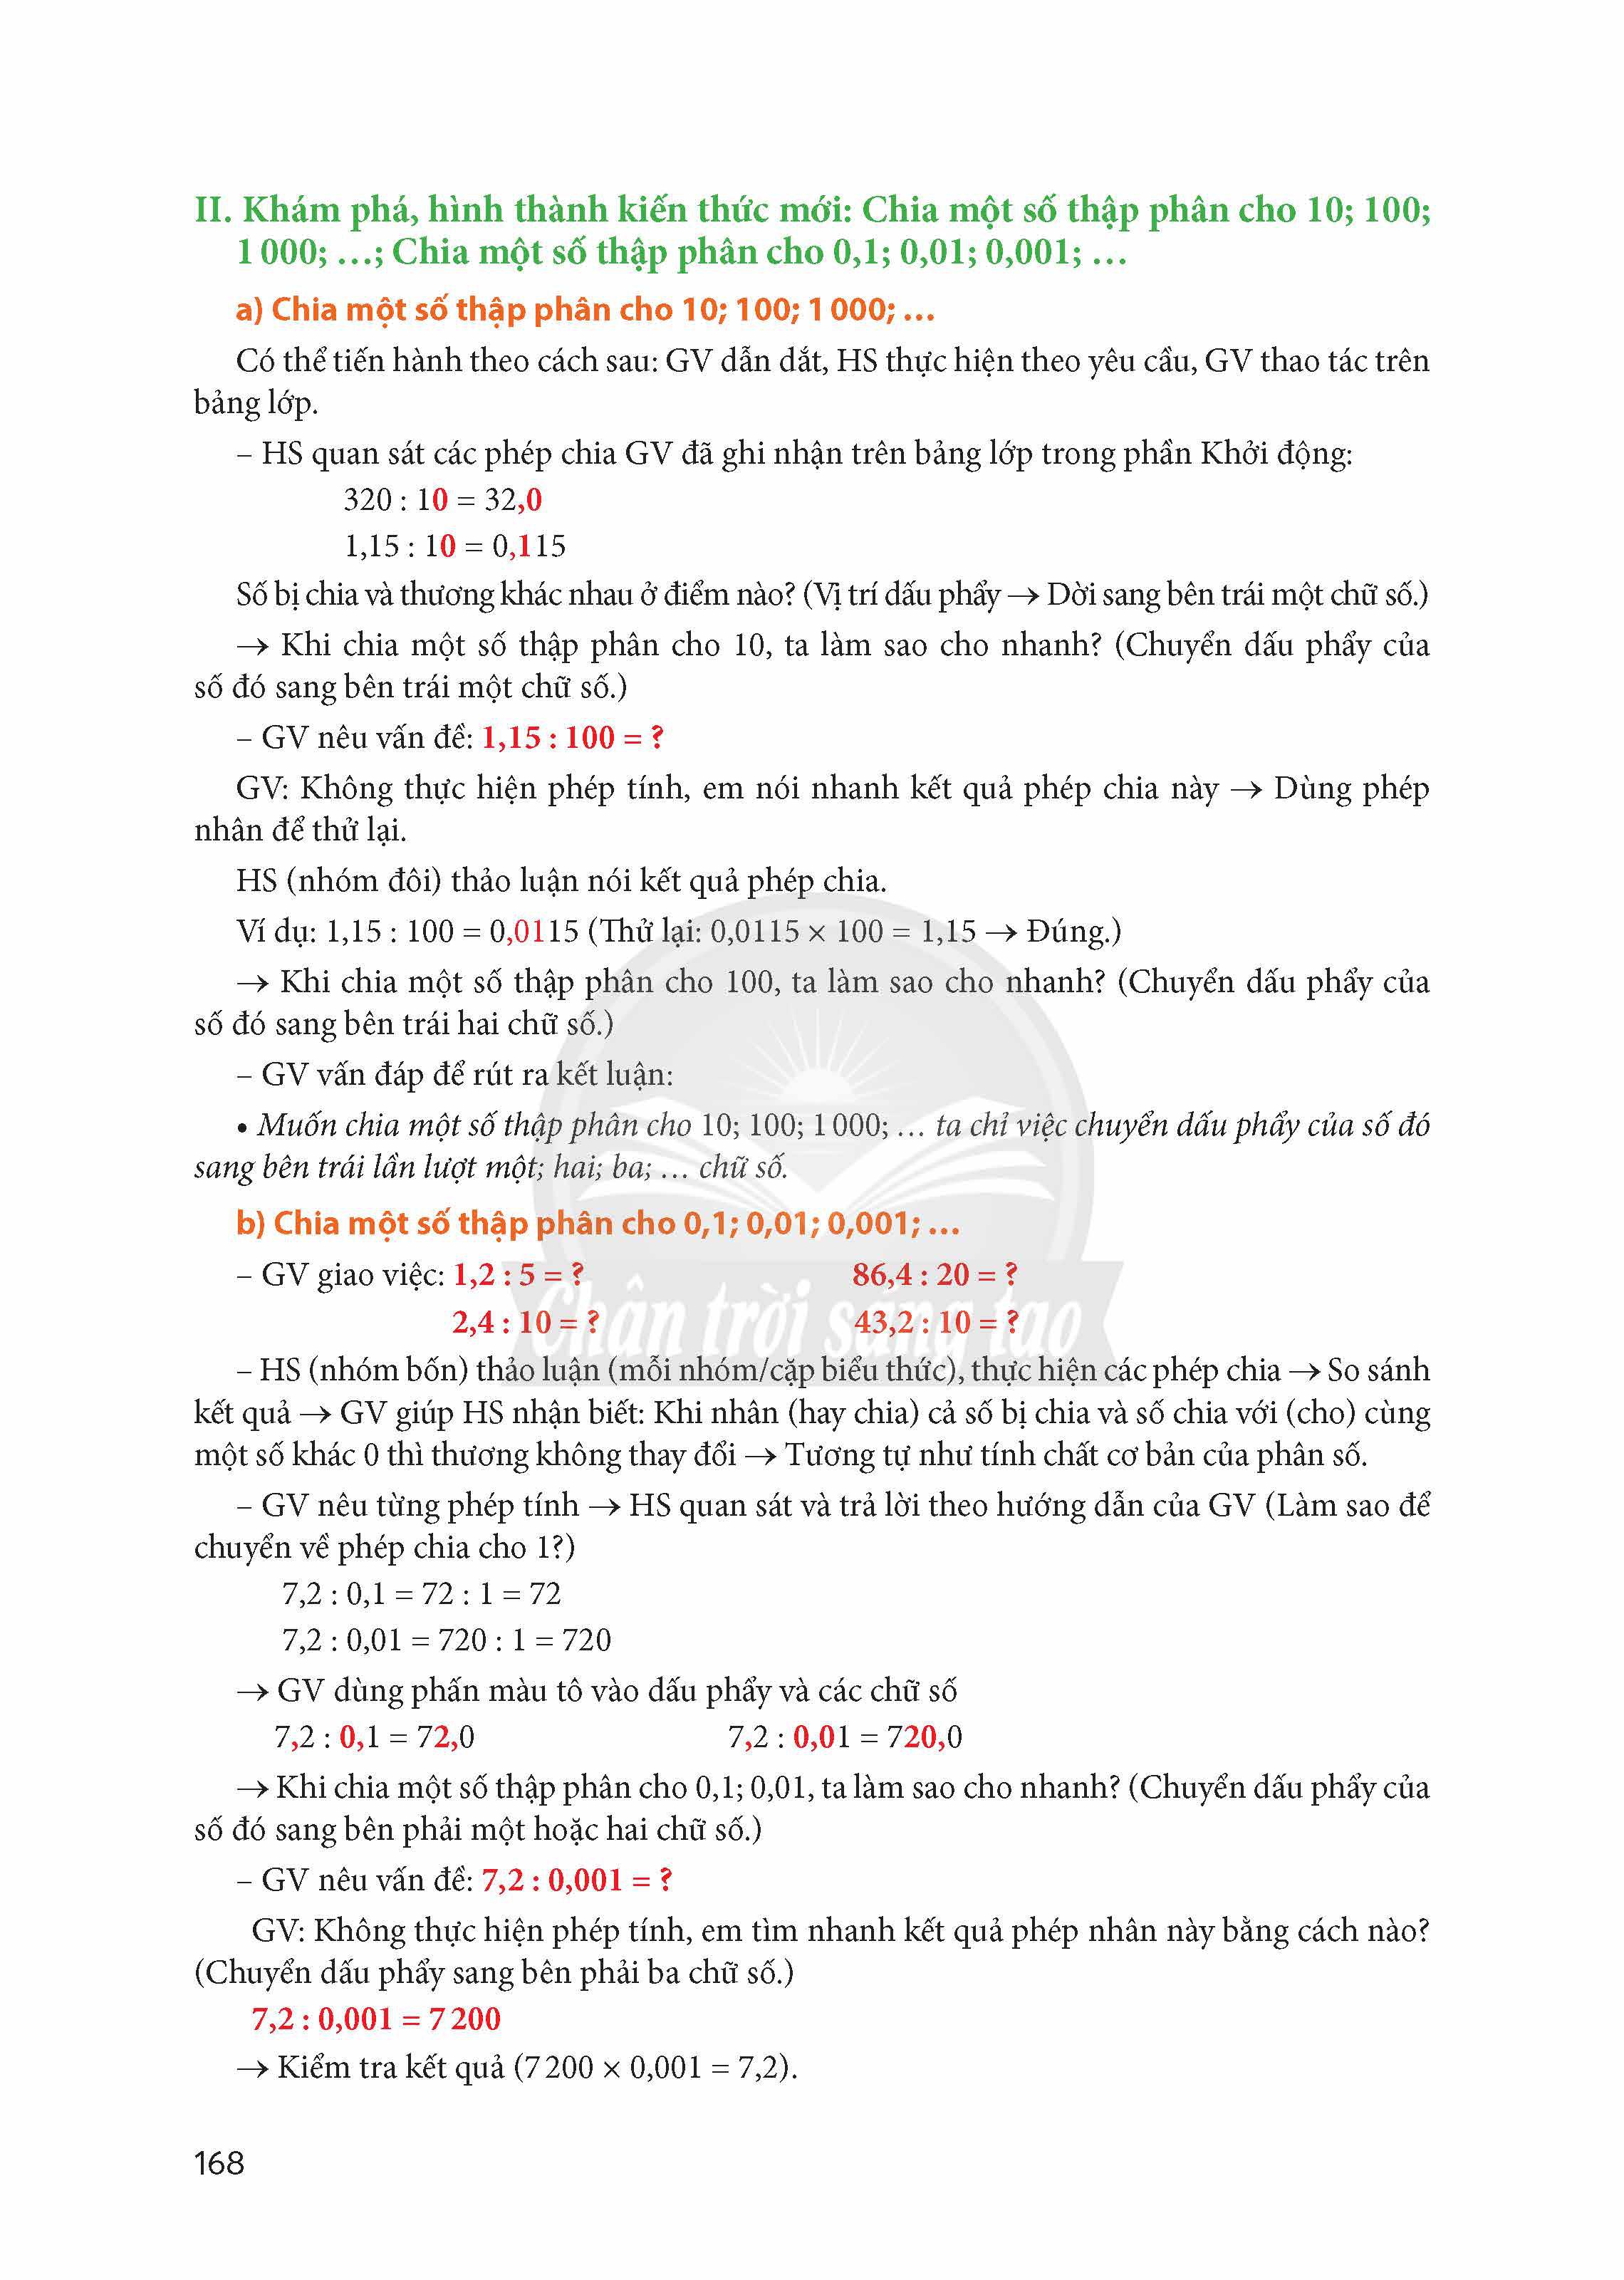 II. Khám phá, hình thành kiến thức mới: Chia một số thập phân cho 10; 100;
1 000; …; Chia một số thập phân cho 0,1; 0,01; 0,001; …
a) Chia một số thập phân cho 10; 100; 1 000; …
Có thể tiến hành theo cách sau: GV dẫn dắt, HS thực hiện theo yêu cầu, GV thao tác trên
bảng lớp.
– HS quan sát các phép chia GV đã ghi nhận trên bảng lớp trong phần Khởi động:
320 : 10 = 32,0
1,15 : 10 = 0,115
Số bị chia và thương khác nhau ở điểm nào? (Vị trí dấu phẩy → Dời sang bên trái một chữ số.)
→ Khi chia một số thập phân cho 10, ta làm sao cho nhanh? (Chuyển dấu phẩy của
số đó sang bên trái một chữ số.)
– GV nêu vấn đề: 1,15 : 100 = ?
GV: Không thực hiện phép tính, em nói nhanh kết quả phép chia này → Dùng phép
nhân để thử lại.
HS (nhóm đôi) thảo luận nói kết quả phép chia.
Ví dụ: 1,15 : 100 = 0,0115 (Thử lại: 0,0115 × 100 = 1,15 → Đúng.)
→ Khi chia một số thập phân cho 100, ta làm sao cho nhanh? (Chuyển dấu phẩy của
số đó sang bên trái hai chữ số.)
– GV vấn đáp để rút ra kết luận:
• Muốn chia một số thập phân cho 10; 100; 1 000; … ta chỉ việc chuyển dấu phẩy của số đó
sang bên trái lần lượt một; hai; ba; … chữ số.
b) Chia một số thập phân cho 0,1; 0,01; 0,001; …
– GV giao việc: 1,2 : 5 = ? 86,4 : 20 = ?
2,4 : 10 = ? 43,2 : 10 = ?
Chân trời sáng tạo
– HS (nhóm bốn) thảo luận (mỗi nhóm/cặp biểu thức), thực hiện các phép chia → So sánh
kết quả → GV giúp HS nhận biết: Khi nhân (hay chia) cả số bị chia và số chia với (cho) cùng
một số khác 0 thì thương không thay đổi → Tương tự như tính chất cơ bản của phân số.
– GV nêu từng phép tính → HS quan sát và trả lời theo hướng dẫn của GV (Làm sao để
chuyển về phép chia cho 1?)
7,2 : 0,1 = 72 : 1 = 72
7,2 : 0,01 = 720 : 1 = 720
→ GV dùng phấn màu tô vào dấu phẩy và các chữ số
7,2 : 0,1 = 72,0 7,2 : 0,01 = 720,0
→ Khi chia một số thập phân cho 0,1; 0,01, ta làm sao cho nhanh? (Chuyển dấu phẩy của
số đó sang bên phải một hoặc hai chữ số.)
– GV nêu vấn đề: 7,2 : 0,001 = ?
GV: Không thực hiện phép tính, em tìm nhanh kết quả phép nhân này bằng cách nào?
(Chuyển dấu phẩy sang bên phải ba chữ số.)
7,2 : 0,001 = 7 200
→ Kiểm tra kết quả (7 200 × 0,001 = 7,2).
168